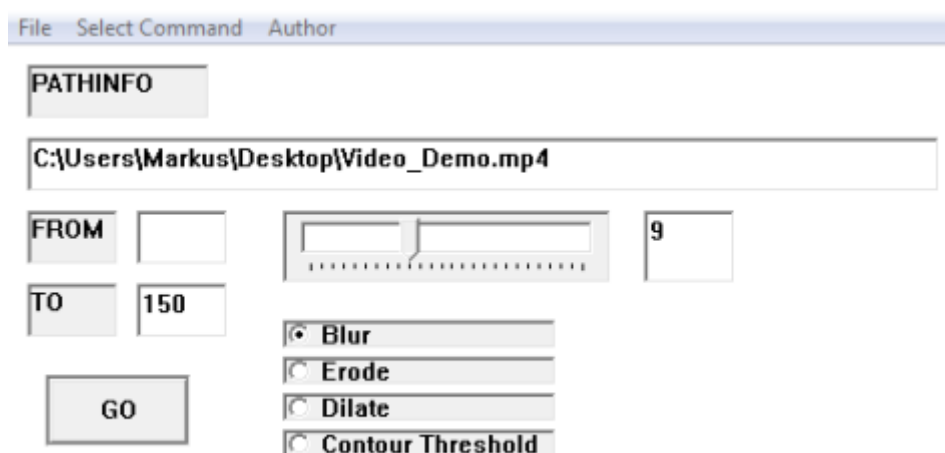 File Select Command Author
PATHINFO
C:\Users\Markus\Desktop\Video_Demo.mp4
FROM
9
TO 150
Blur
Erode
GO
Dilate
Contour Threshold